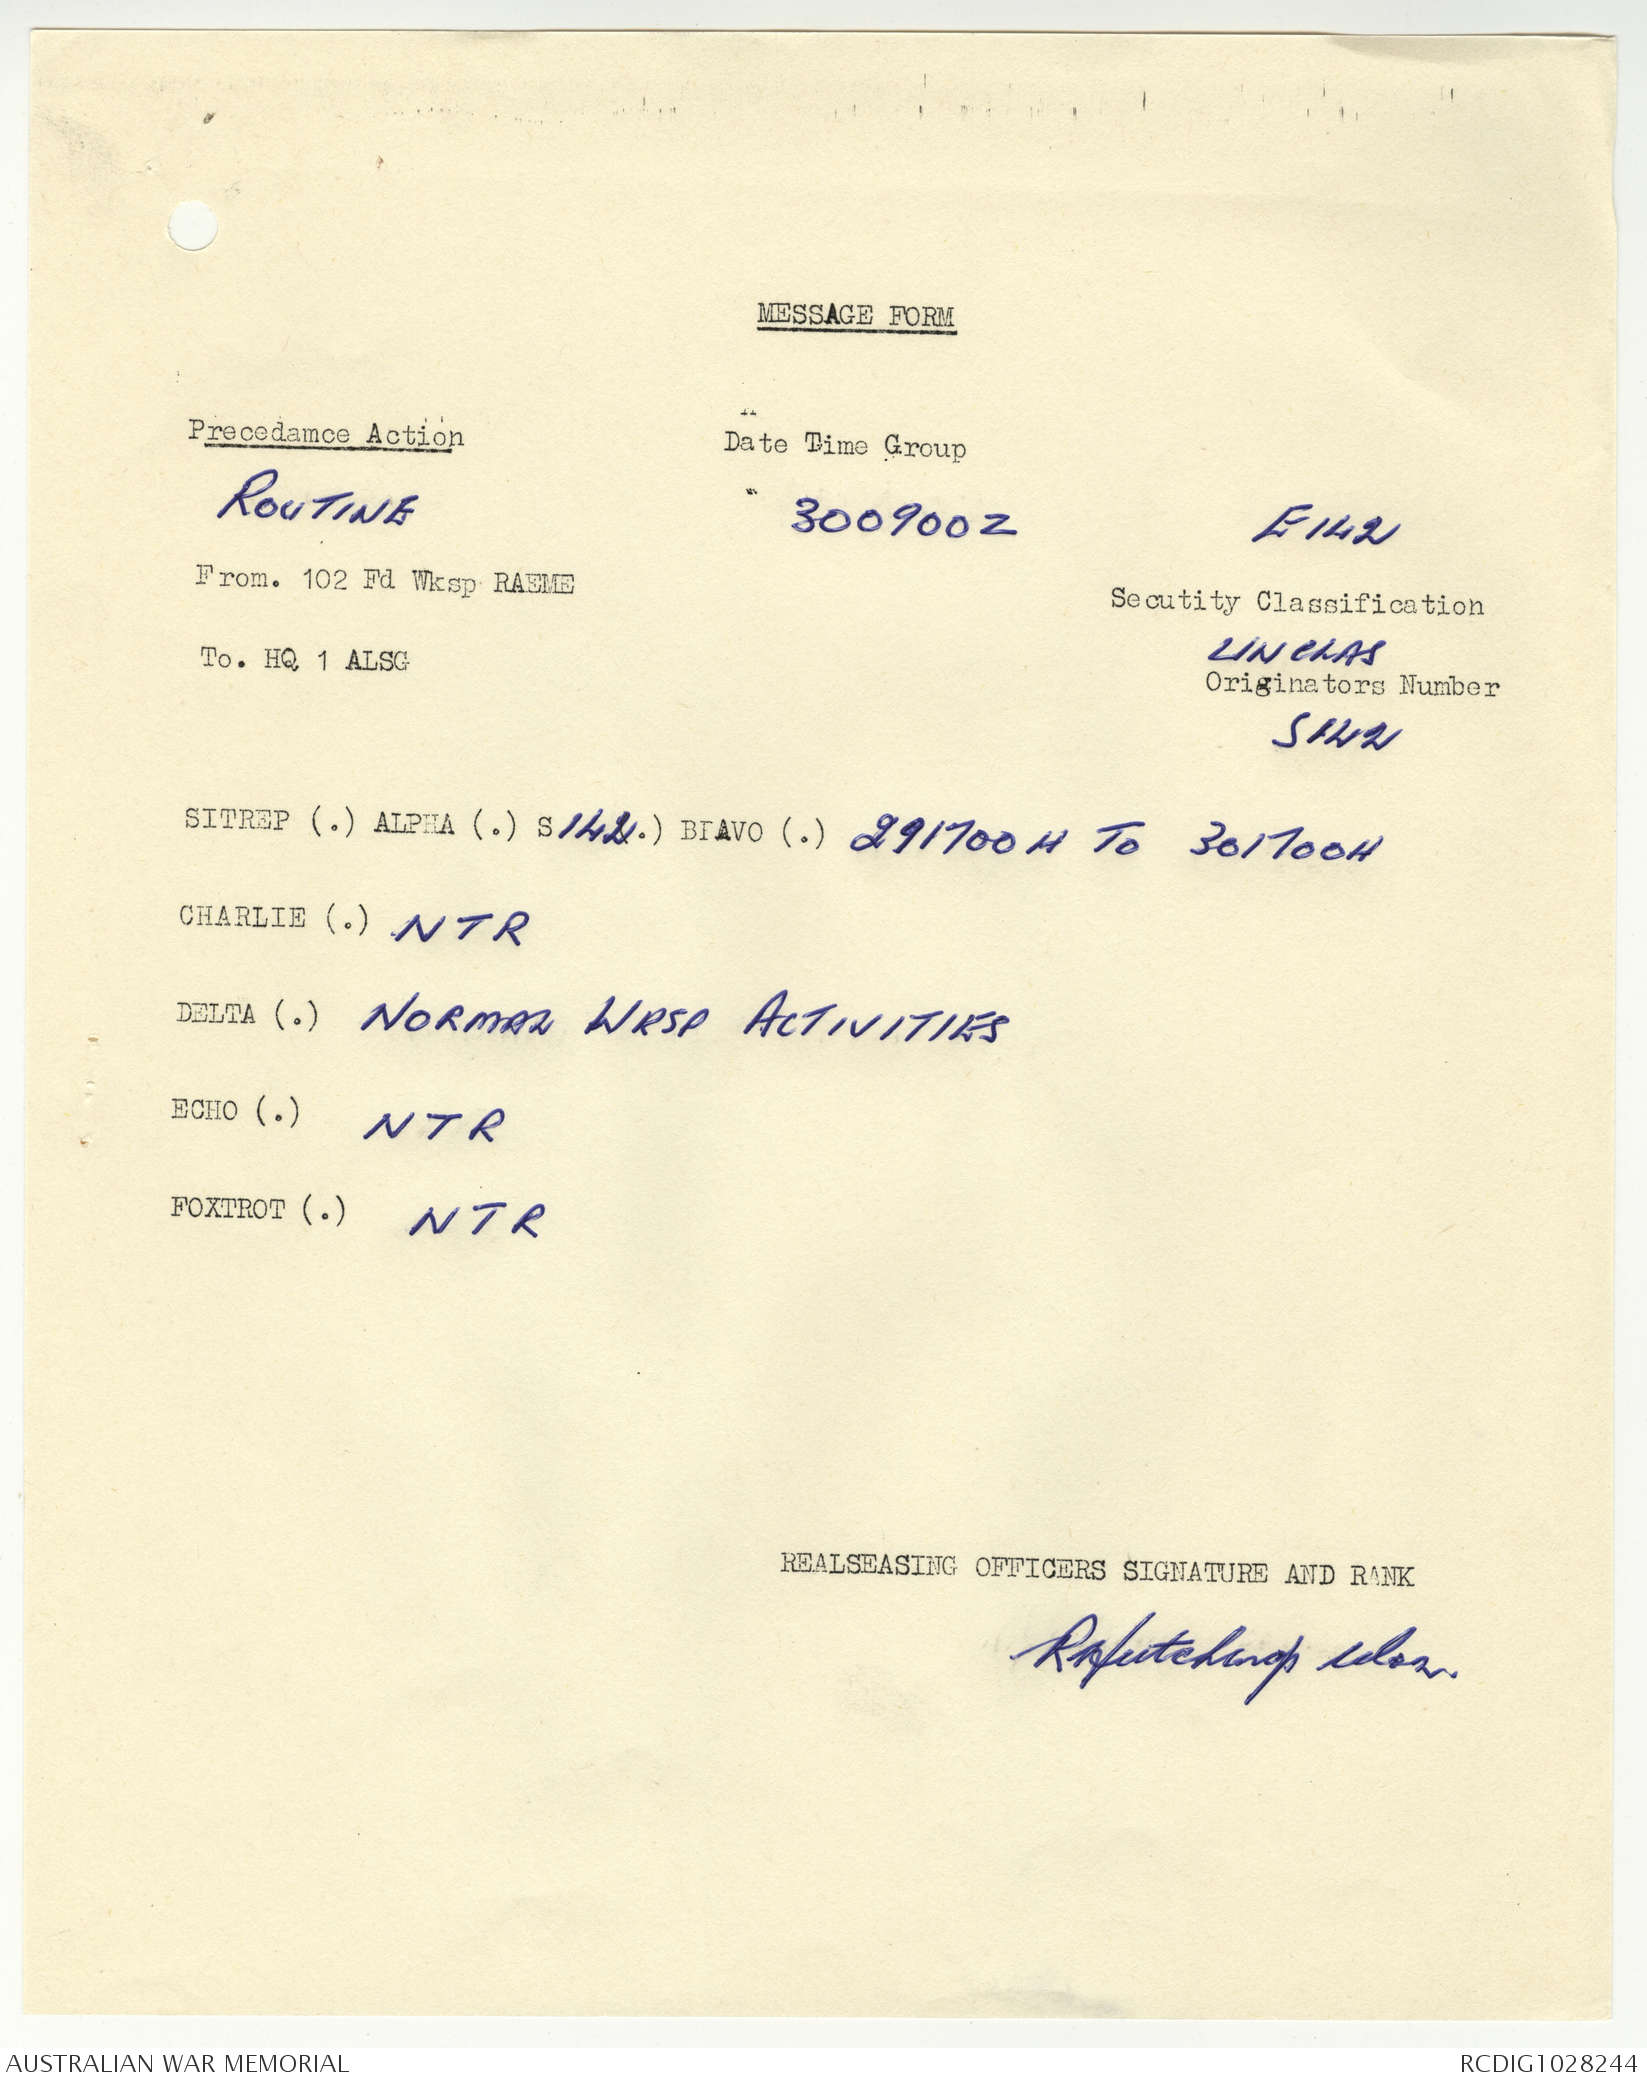 MESSAGE FORM
Precedamce Action
Date Time Group
ROUTINE
300900Z
E142
From. 102 Fd Wksp RAEME
Secutity Classification
To. HQ 1 ALSG
UNCLAS
Originators Number
S142
SITREP (.) ALPHA (.) S142(.) BRAVO (.) 291700H TO 301700H
CHARLIE (.) NTR
DELTA (.) NORMAL WKSP ACTIVITIES
ECHO (.) NTR
FOXTROT (.) NTR
REALSEASING OFFICERS SIGNATURE AND RANK
AUSTRALIAN WAR MEMORIAL
RCDIG1028244